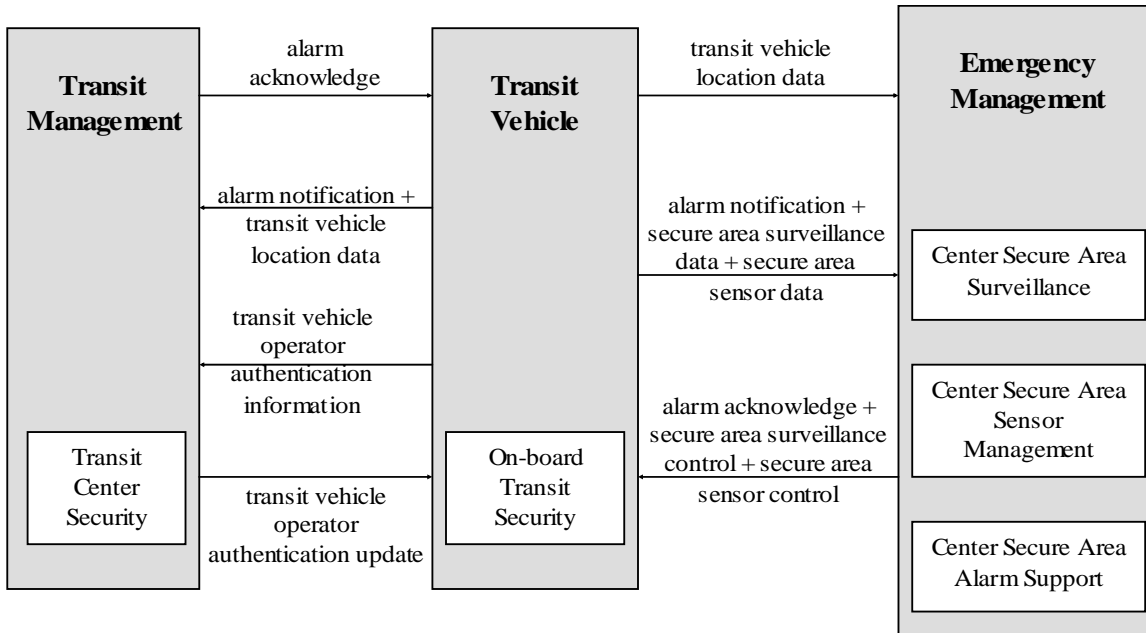 Transit
Management
alarm
acknowledge
Transit
Vehicle
transit vehicle
location data
Emergency
Management
alarm notification +
transit vehicle
location data
alarm notification +
secure area surveillance
data + secure area
sensor data
Center Secure Area
Surveillance
transit vehicle
operator
authentication
information
alarm acknowledge +
secure area surveillance
control + secure area
sensor control
Center Secure Area
Sensor
Management
Transit
Center
Security
transit vehicle
operator
authentication update
On-board
Transit
Security
Center Secure Area
Alarm Support